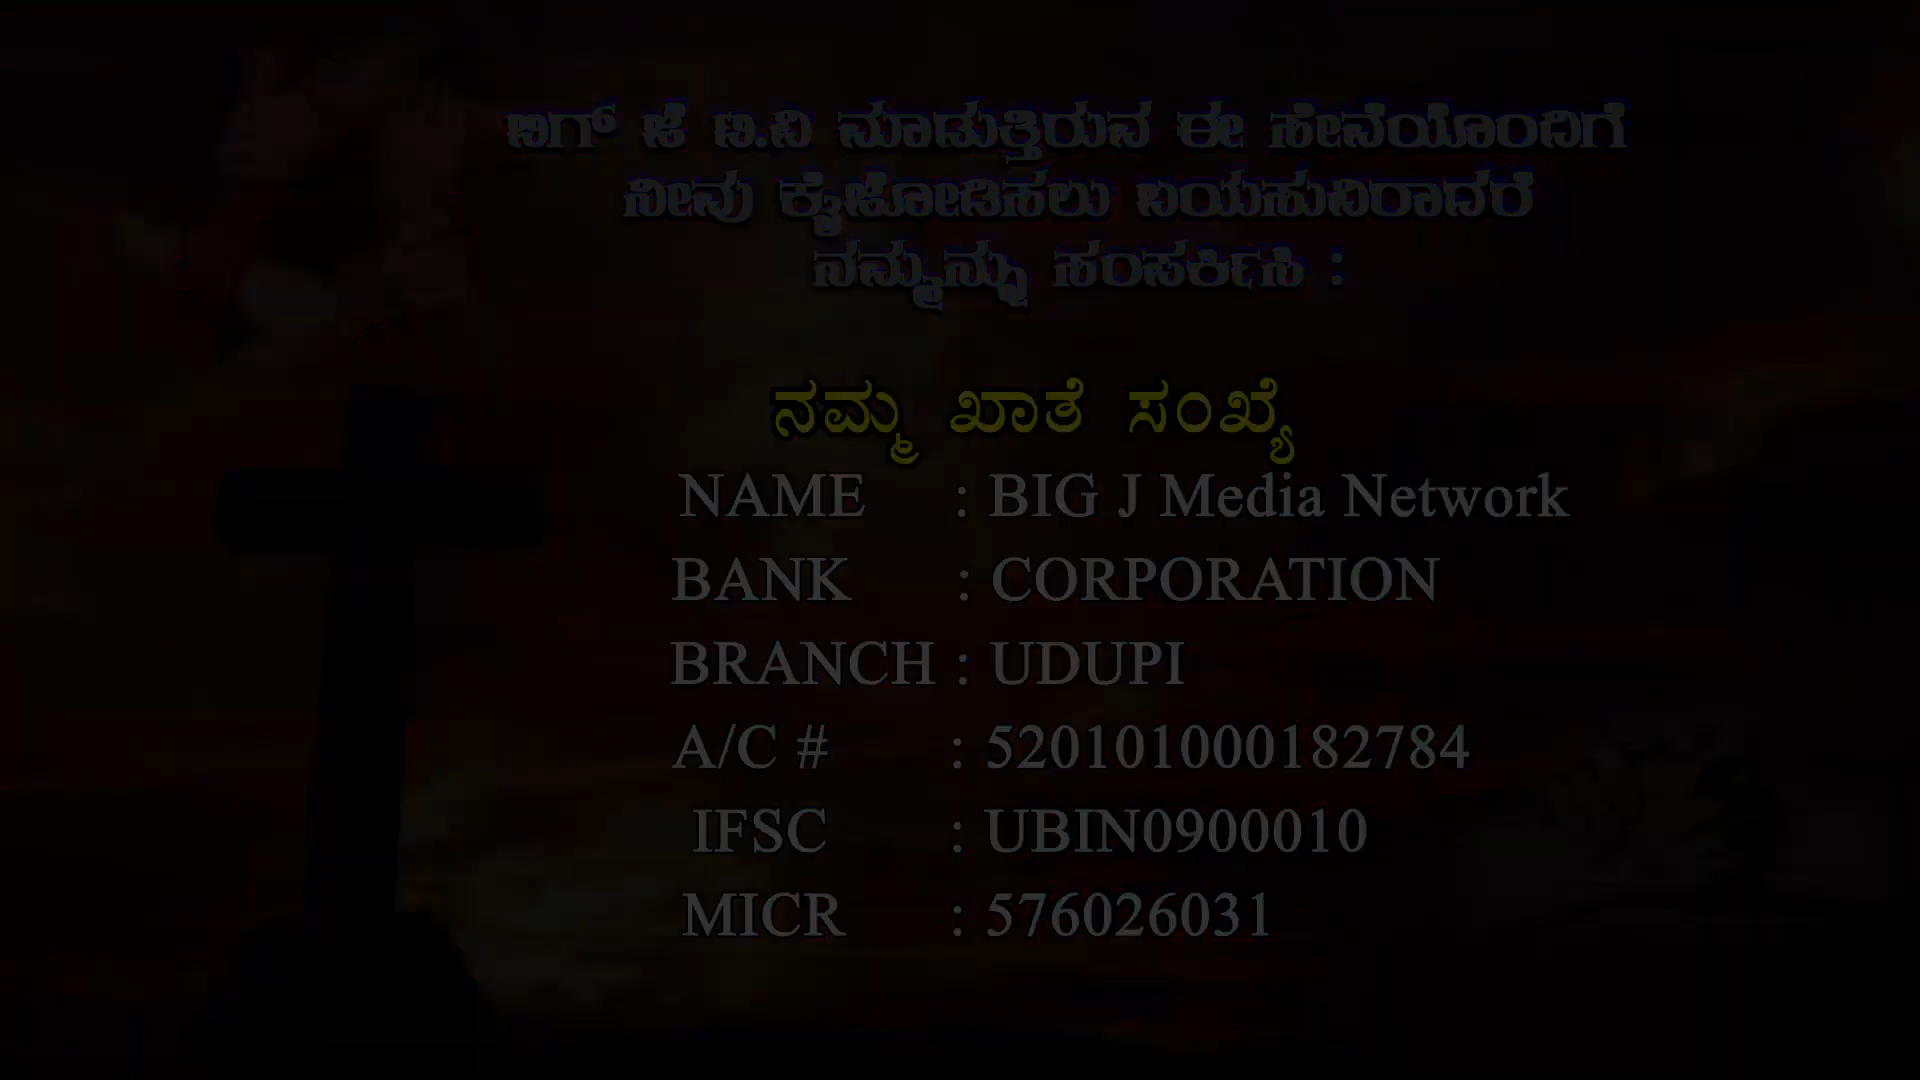 ಬಿಗ್ ಜೆ ಟಿ.ವಿ ಮಾಡುತ್ತಿರುವ ಈ ಸೇವೆಯೊಂದಿಗೆ
ನೀವು ಕೈಜೋಡಿಸಲು ಬಯಸುವಿರಾದರೆ
ನಮ್ಮನ್ನು ಸಂಪರ್ಕಿಸಿ :
ನಮ್ಮ ಖಾತೆ ಸಂಖ್ಯೆ
NAME : BIG J Media Network
BANK : CORPORATION
BRANCH : UDUPI
A/C # : 520101000182784
IFSC : UBIN0900010
MICR : 576026031